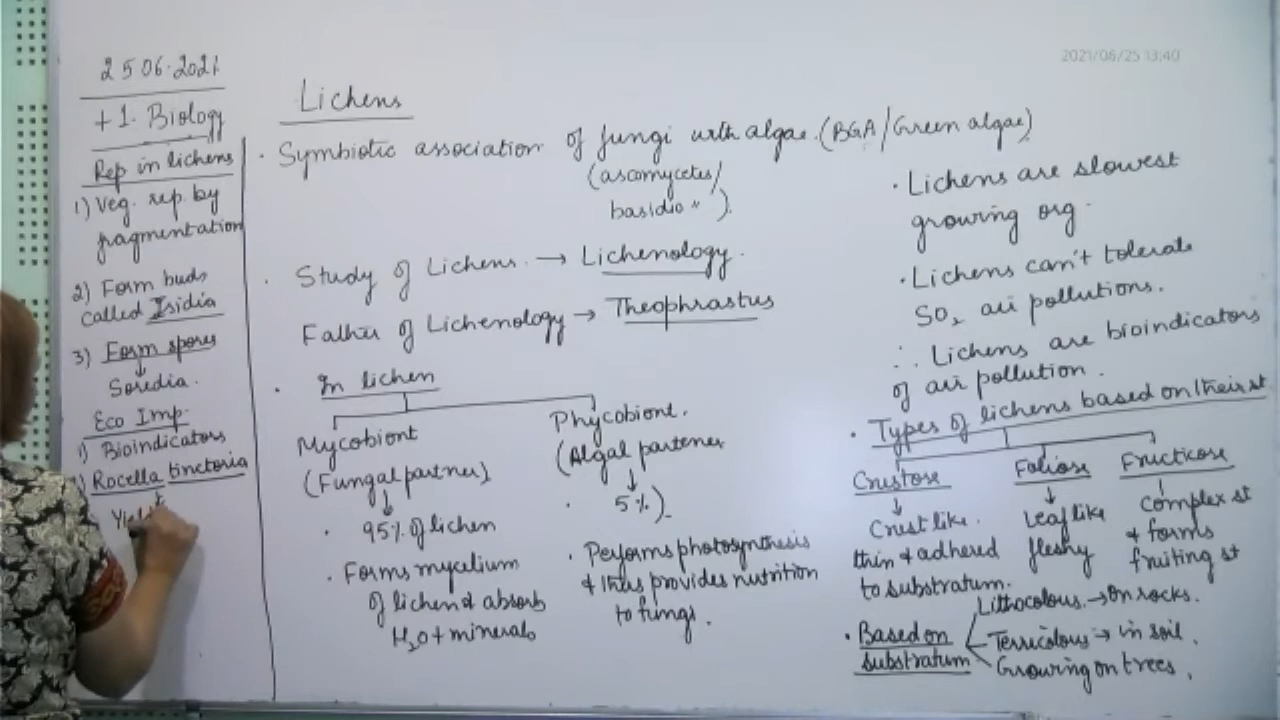 2021/06/25 13:40
25.06.2021
+1. Biology
Rep in lichens
1) Veg. rep. by
fragmentation
2) Form buds
called Isidia
3) Form spores
↓
Soredia.
Eco Imp.
1) Bioindicators
Rocella tinctoria
Lichens
· Symbiotic association of fungi with algae (BGA/Green algae)
(ascomycetes/
basidio " ).
· Study of Lichens. → Lichenology.
Father of Lichenology → Theophrastus
· In lichen
Mycobiont
(Fungal partner)
↓
· 95% of lichen
· Forms mycelium
of lichen & absorb
H2O + minerals
Phycobiont.
(Algal partener
↓
· 5%)
· Performs photosynthesis
& thus provides nutrition
to fungi.
· Lichens are slowest
growing org.
· Lichens can't tolerate
SO2 air pollutions.
∴ Lichens are bioindicators
of air pollution.
· Types of lichens based on their st
Crustose
↓
Crust like.
thin & adhered
to substratum.
Foliose
↓
Leaf like
fleshy
Fructicose
↓
Complex st
& forms
fruiting st
· Based on
substratum
Lithocolous → On rocks.
Terricolous → in soil.
Growing on trees.